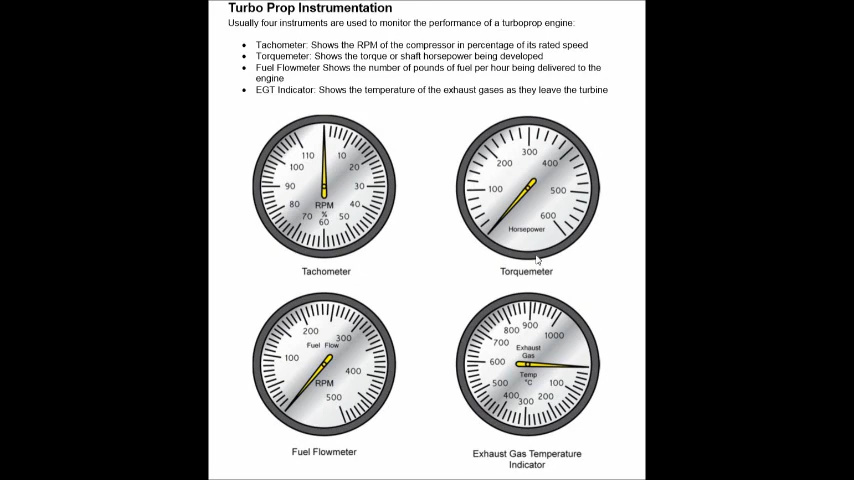 Turbo Prop Instrumentation
Usually four instruments are used to monitor the performance of a turboprop engine:
• Tachometer: Shows the RPM of the compressor in percentage of its rated speed
• Torquemeter: Shows the torque or shaft horsepower being developed
• Fuel Flowmeter Shows the number of pounds of fuel per hour being delivered to the
engine
• EGT Indicator: Shows the temperature of the exhaust gases as they leave the turbine
110 10
100 20
90 30
80 40
70 50
60
RPM
%
Tachometer
300
200 400
100 500
600
Horsepower
Torquemeter
200 300
Fuel Flow
100 400
RPM
500
Fuel Flowmeter
900
800 1000
700
Exhaust
Gas
600
Temp
°C
500 100
400 300 200
Exhaust Gas Temperature
Indicator